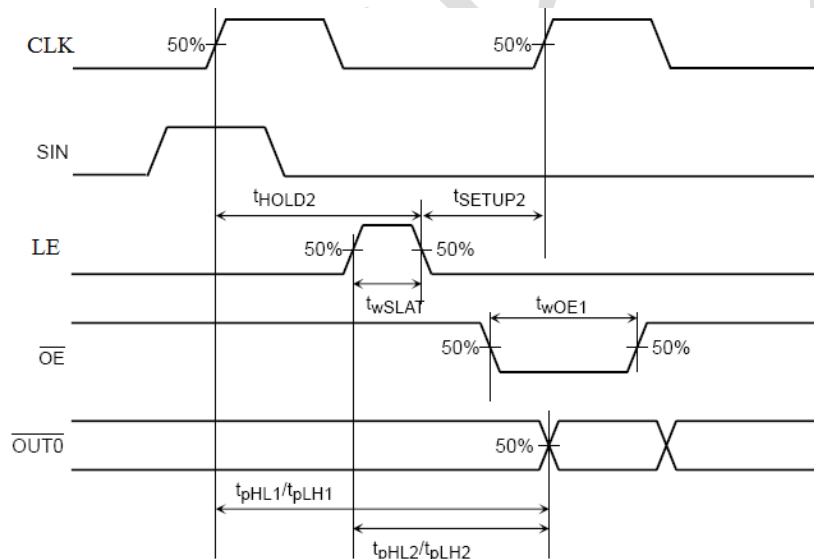 CLK 50% 50%
SIN
tHOLD2 tSETUP2
LE 50% 50%
twSLAT twOE1
OE 50% 50%
OUT0 50%
tpHL1/tpLH1
tpHL2/tpLH2